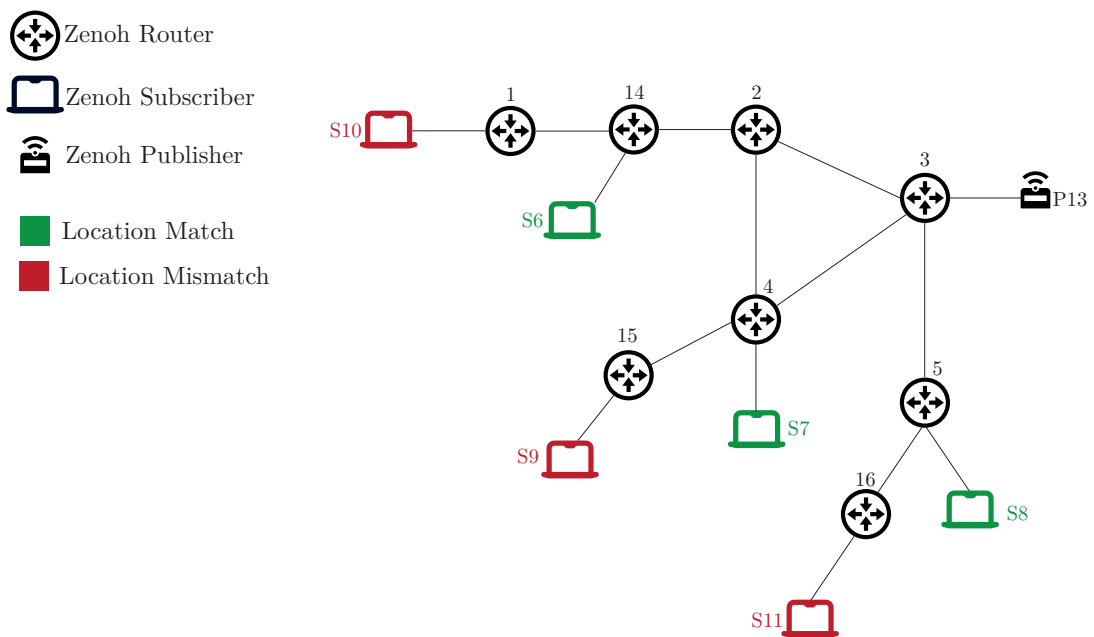 Zenoh Router
Zenoh Subscriber
Zenoh Publisher
Location Match
Location Mismatch
1
14
2
3
S10
P13
S6
4
15
5
S7
S9
16
S8
S11